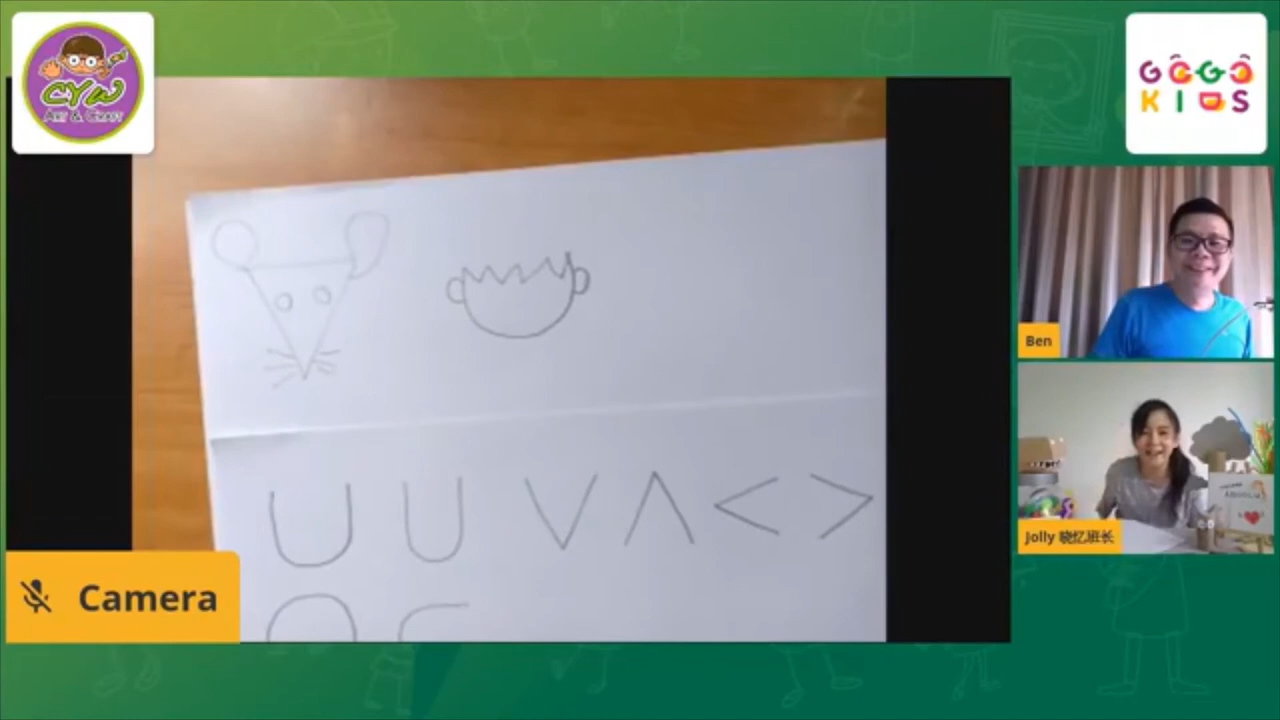 CYW
ART & CRAFT
GOGO
KIDS
Ben
Jolly 晓忆班长
Camera
U U V Λ < >